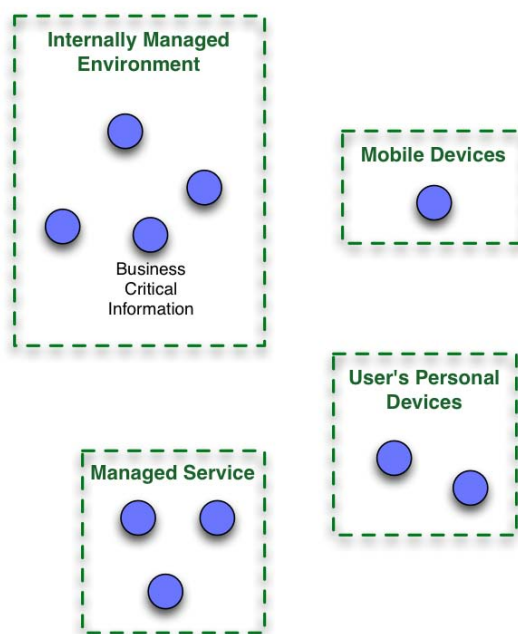 Internally Managed
Environment
Business
Critical
Information
Mobile Devices
User's Personal
Devices
Managed Service